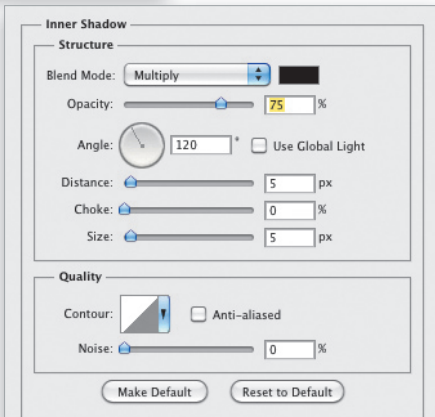 Inner Shadow
Structure
Blend Mode: Multiply
Opacity: 75 %
Angle: 120 ° Use Global Light
Distance: 5 px
Choke: 0 %
Size: 5 px
Quality
Contour: Anti-aliased
Noise: 0 %
Make Default Reset to Default